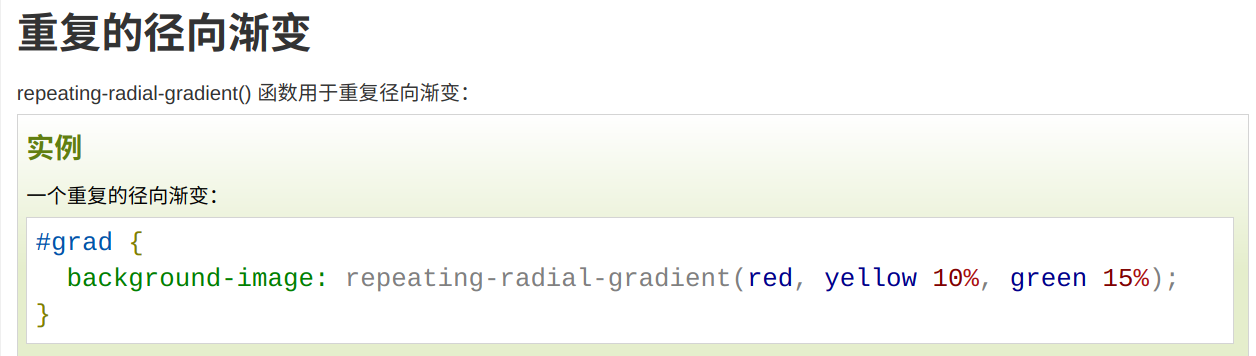 重复的径向渐变
repeating-radial-gradient() 函数用于重复径向渐变：
实例
一个重复的径向渐变：
#grad {
  background-image: repeating-radial-gradient(red, yellow 10%, green 15%);
}